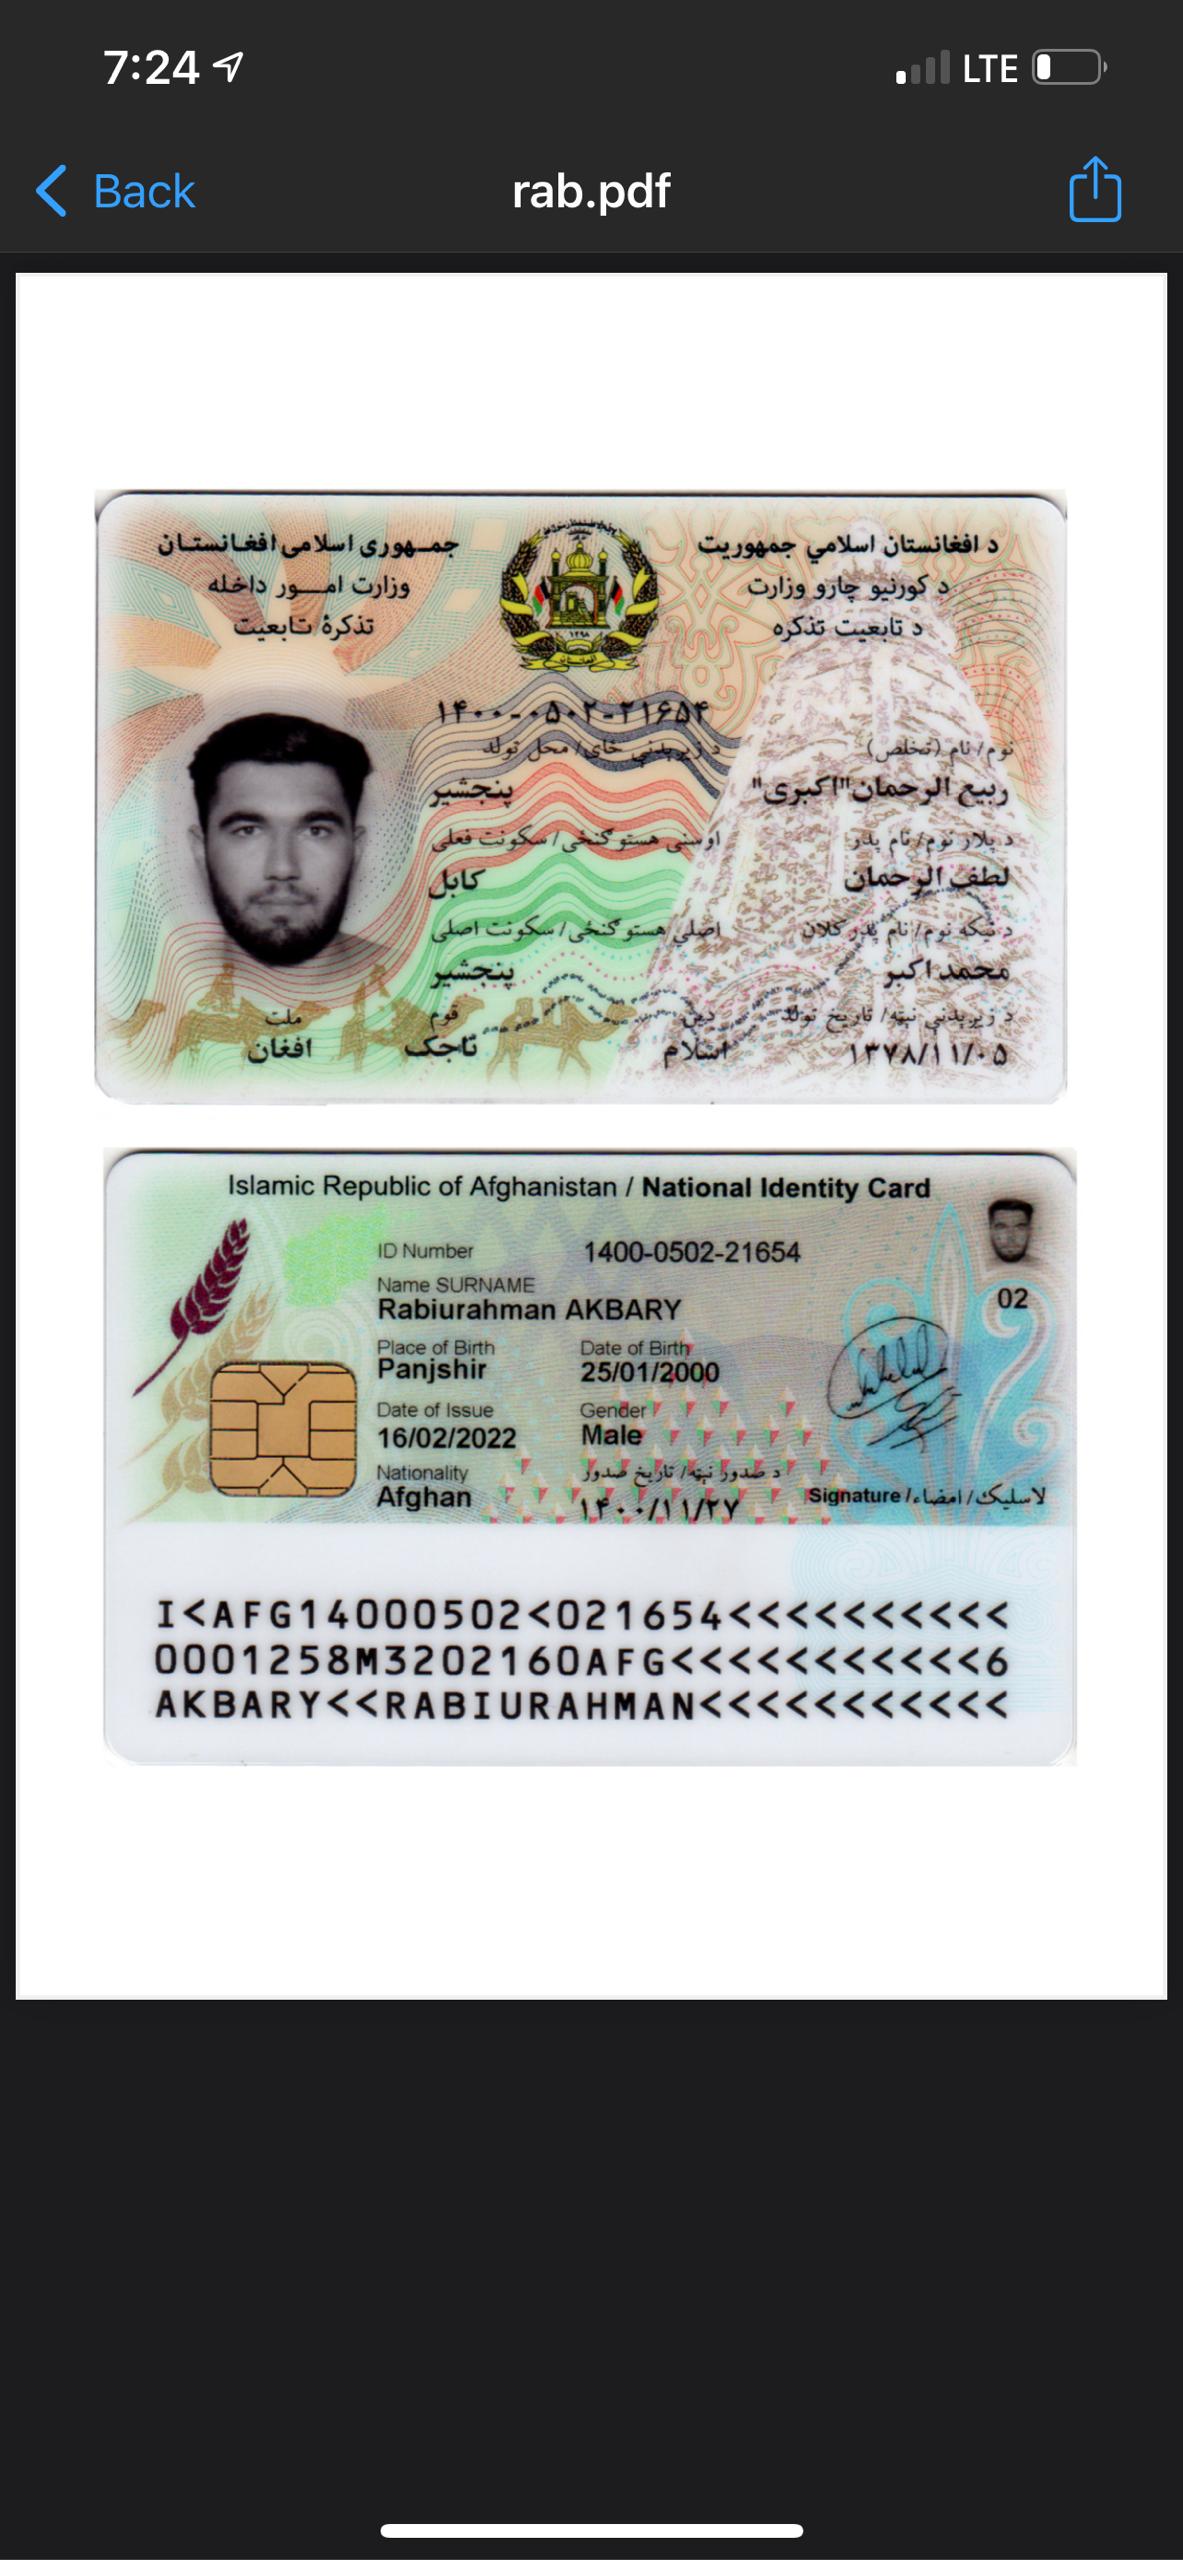 7:24
LTE
Back
rab.pdf
د افغانستان اسلامي جمهوریت
جمهوری اسلامی افغانستان
د کورنیو چارو وزارت
وزارت امور داخله
د تابعیت تذکره
تذکرهٔ تابعیت
۱۲۹۸
افغانستان
۱۴۰۰-۰۵۰۲-۲۱۶۵۴
نوم/ نام (تخلص)
د زیږیدنې ځای/ محل تولد
ربیع الرحمان"اکبری"
پنجشیر
د پلار نوم/ نام پدر
اوسنی هستوګنځی/ سکونت فعلی
لطف الرحمان
کابل
د نیکه نوم/ نام پدر کلان
اصلي هستوګنځی/ سکونت اصلی
محمد اکبر
پنجشیر
د زیږیدنې نېټه/ تاریخ تولد
دین
قوم
ملت
۱۳۷۸/۱۱/۰۵
اسلام
تاجک
افغان
Islamic Republic of Afghanistan / National Identity Card
ID Number 1400-0502-21654
Name SURNAME
Rabiurahman AKBARY
02
Place of Birth Date of Birth
Panjshir 25/01/2000
Date of Issue Gender
16/02/2022 Male
Nationality د صدور نېټه/ تاریخ صدور
Afghan ۱۴۰۰/۱۱/۲۷
Signature/لاسلیک/ امضاء
I<AFG14000502<021654<<<<<<<<<<
0001258M3202160AFG<<<<<<<<<<<6
AKBARY<<RABIURAHMAN<<<<<<<<<<<